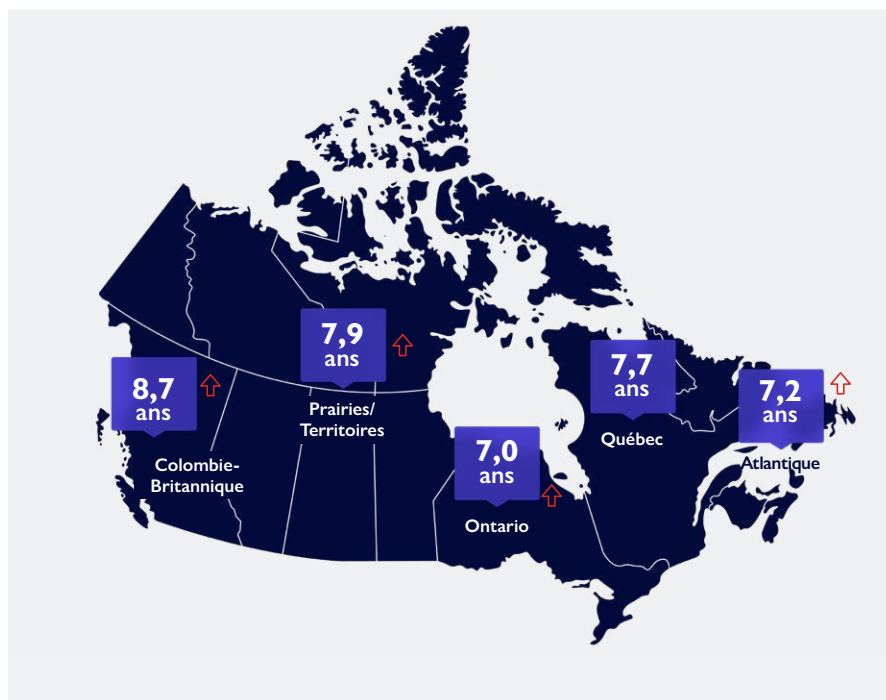 7,9
ans
Prairies/
Territoires
8,7
ans
Colombie-
Britannique
7,0
ans
Ontario
7,7
ans
Québec
7,2
ans
Atlantique